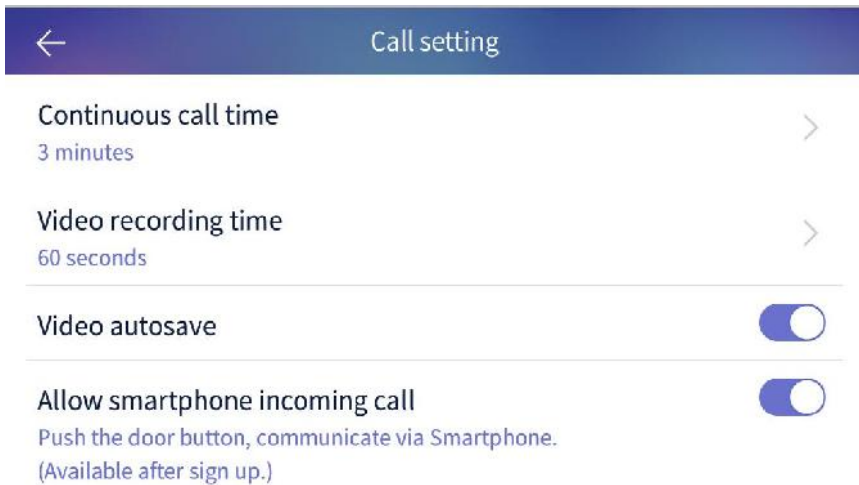 Call setting
Continuous call time
3 minutes
Video recording time
60 seconds
Video autosave
Allow smartphone incoming call
Push the door button, communicate via Smartphone.
(Available after sign up.)